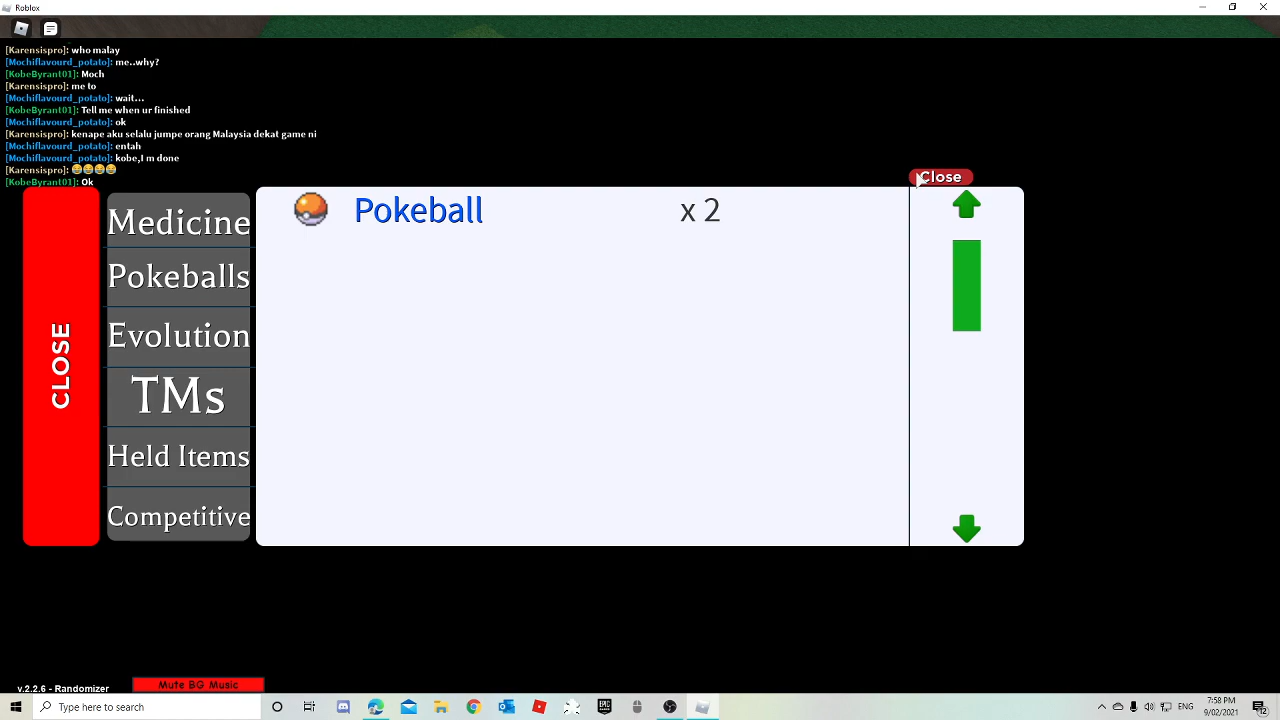 Roblox
[Karensispro]: who malay
[Mochiflavourd_potato]: me..why?
[KobeByrant01]: Moch
[Karensispro]: me to
[Mochiflavourd_potato]: wait...
[KobeByrant01]: Tell me when ur finished
[Mochiflavourd_potato]: ok
[Karensispro]: kenape aku selalu jumpe orang Malaysia dekat game ni
[Mochiflavourd_potato]: entah
[Mochiflavourd_potato]: kobe,I m done
[Karensispro]: 😂😂😂😂
[KobeByrant01]: Ok
Close
CLOSE
Medicine
Pokeballs
Evolution
TMs
Held Items
Competitive
Pokeball x 2
v.2.2.6 - Randomizer
Mute BG Music
Type here to search
EPIC
ENG
7:58 PM
9/02/2021
12